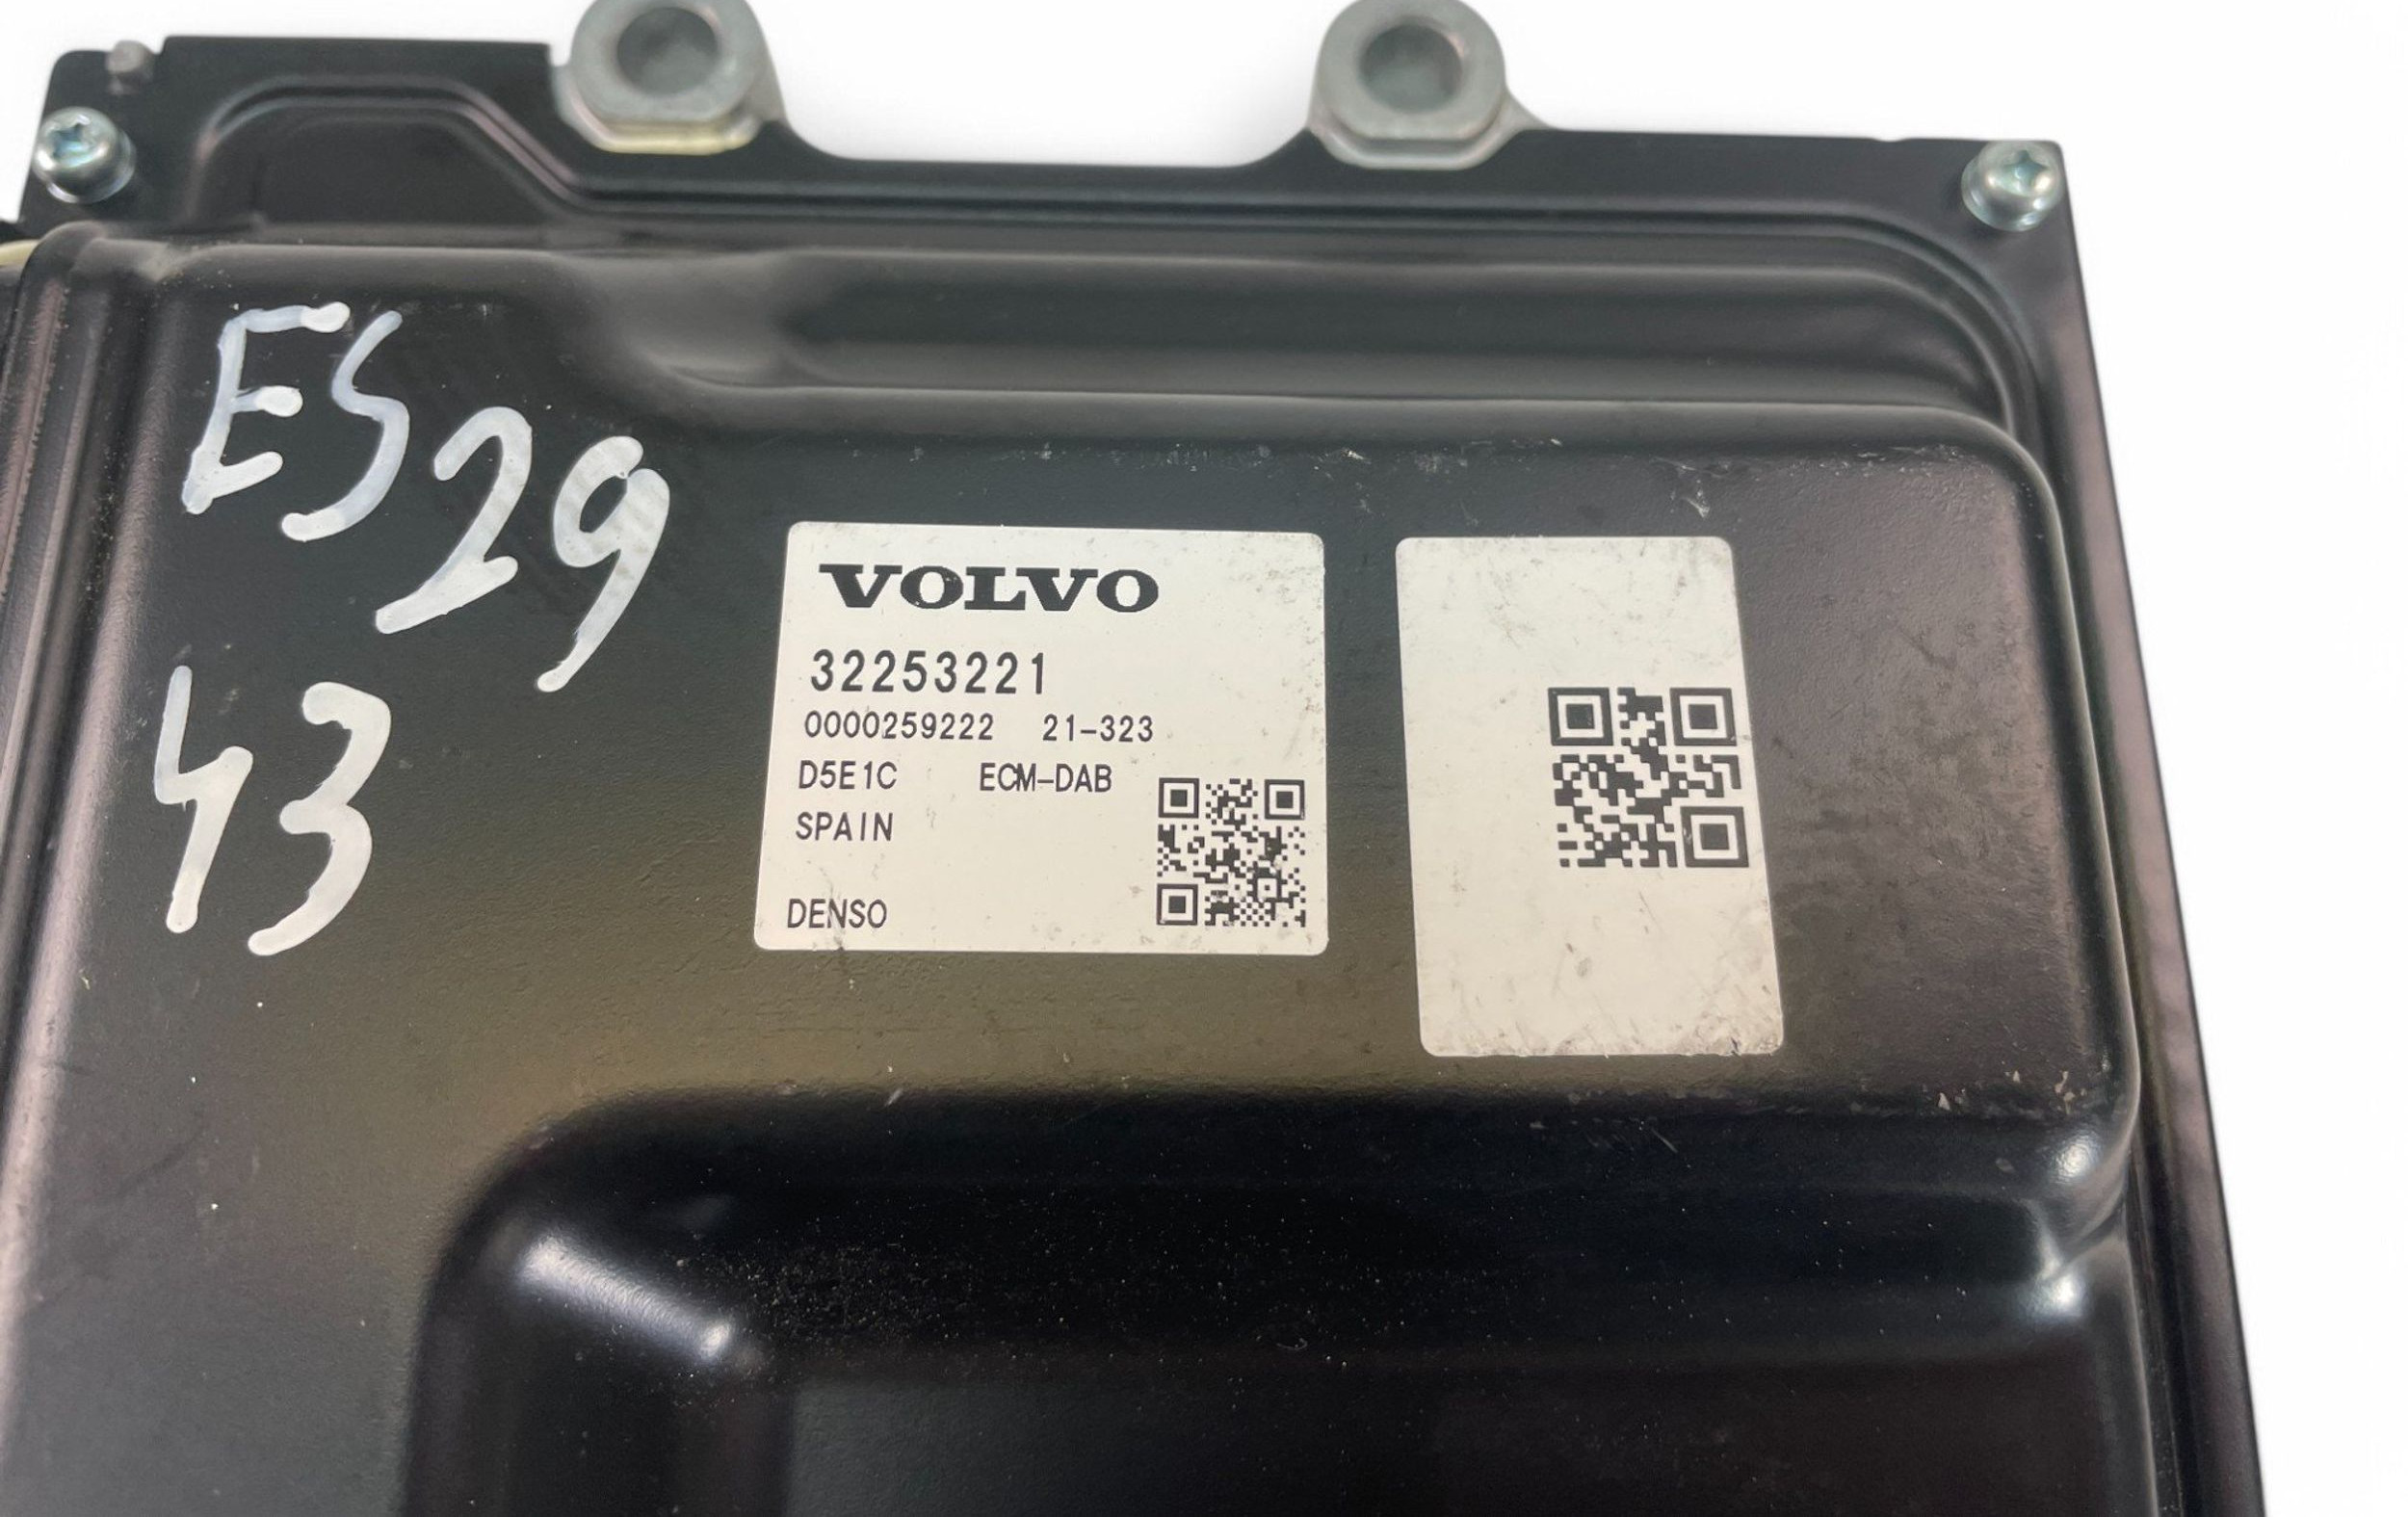 ES29
43
VOLVO
32253221
0000259222 21-323
D5E1C ECM-DAB
SPAIN
DENSO